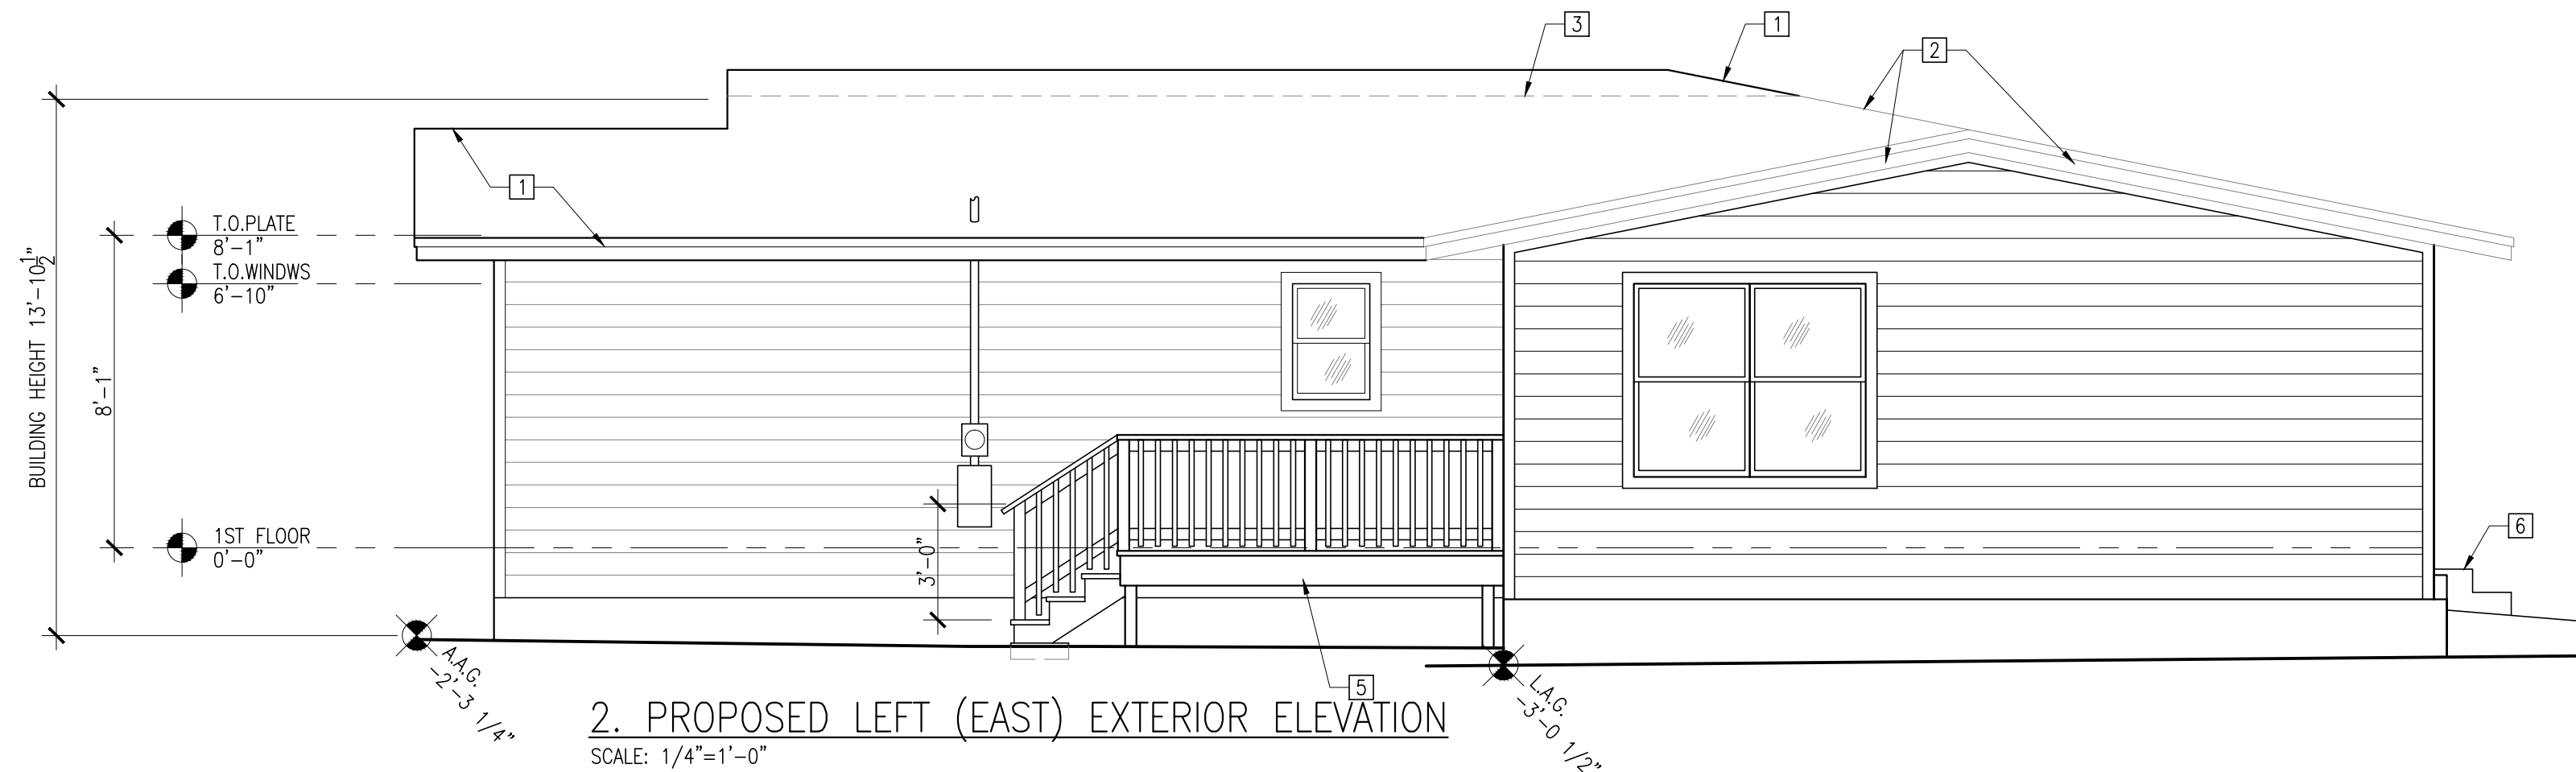 3
1
2
1
T.O.PLATE
8'-1"
T.O.WINDWS
6'-10"
BUILDING HEIGHT 13'-10 1/2"
8'-1"
1ST FLOOR
0'-0"
3'-0"
6
A.A.G.
-2'-3 1/4"
5
L.A.G.
-3'-0 1/2"
2. PROPOSED LEFT (EAST) EXTERIOR ELEVATION
SCALE: 1/4"=1'-0"